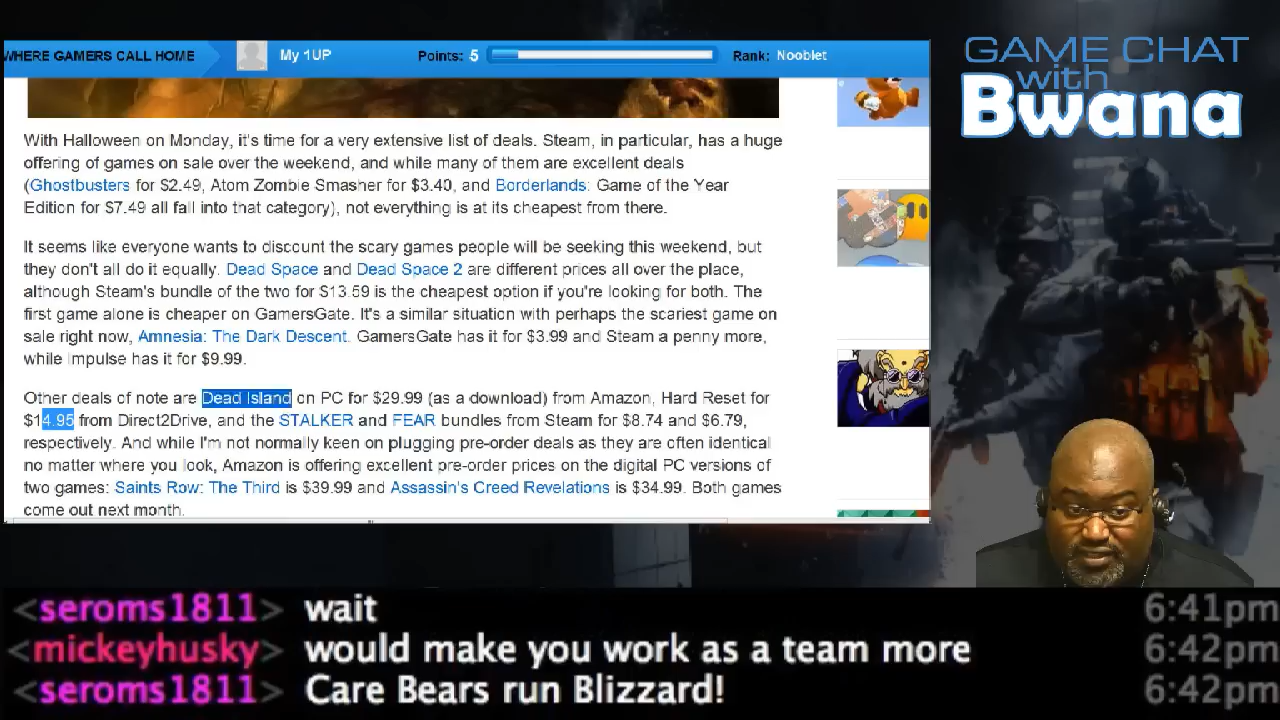 WHERE GAMERS CALL HOME My 1UP Points: 5 Rank: Nooblet
GAME CHAT
with
Bwana
With Halloween on Monday, it's time for a very extensive list of deals. Steam, in particular, has a huge
offering of games on sale over the weekend, and while many of them are excellent deals
(Ghostbusters for $2.49, Atom Zombie Smasher for $3.40, and Borderlands: Game of the Year
Edition for $7.49 all fall into that category), not everything is at its cheapest from there.
It seems like everyone wants to discount the scary games people will be seeking this weekend, but
they don't all do it equally. Dead Space and Dead Space 2 are different prices all over the place,
although Steam's bundle of the two for $13.59 is the cheapest option if you're looking for both. The
first game alone is cheaper on GamersGate. It's a similar situation with perhaps the scariest game on
sale right now, Amnesia: The Dark Descent. GamersGate has it for $3.99 and Steam a penny more,
while Impulse has it for $9.99.
Other deals of note are Dead Island on PC for $29.99 (as a download) from Amazon, Hard Reset for
$14.95 from Direct2Drive, and the STALKER and FEAR bundles from Steam for $8.74 and $6.79,
respectively. And while I'm not normally keen on plugging pre-order deals as they are often identical
no matter where you look, Amazon is offering excellent pre-order prices on the digital PC versions of
two games: Saints Row: The Third is $39.99 and Assassin's Creed Revelations is $34.99. Both games
come out next month.
<seroms1811> wait 6:41pm
<mickeyhusky> would make you work as a team more 6:42pm
<seroms1811> Care Bears run Blizzard! 6:42pm